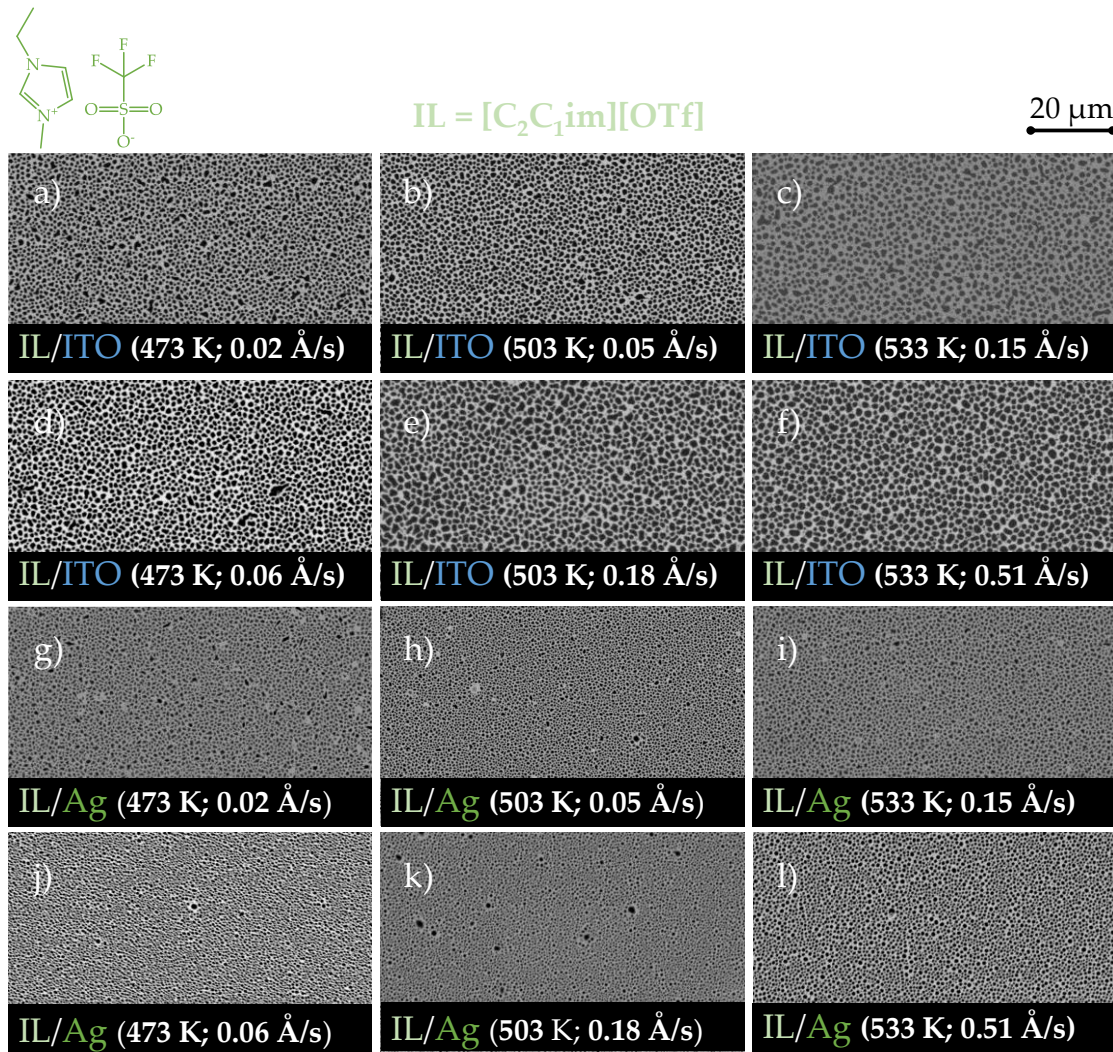 N
N+
F
F
F
O
S
O
O-
IL = [C₂C₁im][OTf]
20 µm
a)
b)
c)
IL/ITO (473 K; 0.02 Å/s)
IL/ITO (503 K; 0.05 Å/s)
IL/ITO (533 K; 0.15 Å/s)
d)
e)
f)
IL/ITO (473 K; 0.06 Å/s)
IL/ITO (503 K; 0.18 Å/s)
IL/ITO (533 K; 0.51 Å/s)
g)
h)
i)
IL/Ag (473 K; 0.02 Å/s)
IL/Ag (503 K; 0.05 Å/s)
IL/Ag (533 K; 0.15 Å/s)
j)
k)
l)
IL/Ag (473 K; 0.06 Å/s)
IL/Ag (503 K; 0.18 Å/s)
IL/Ag (533 K; 0.51 Å/s)